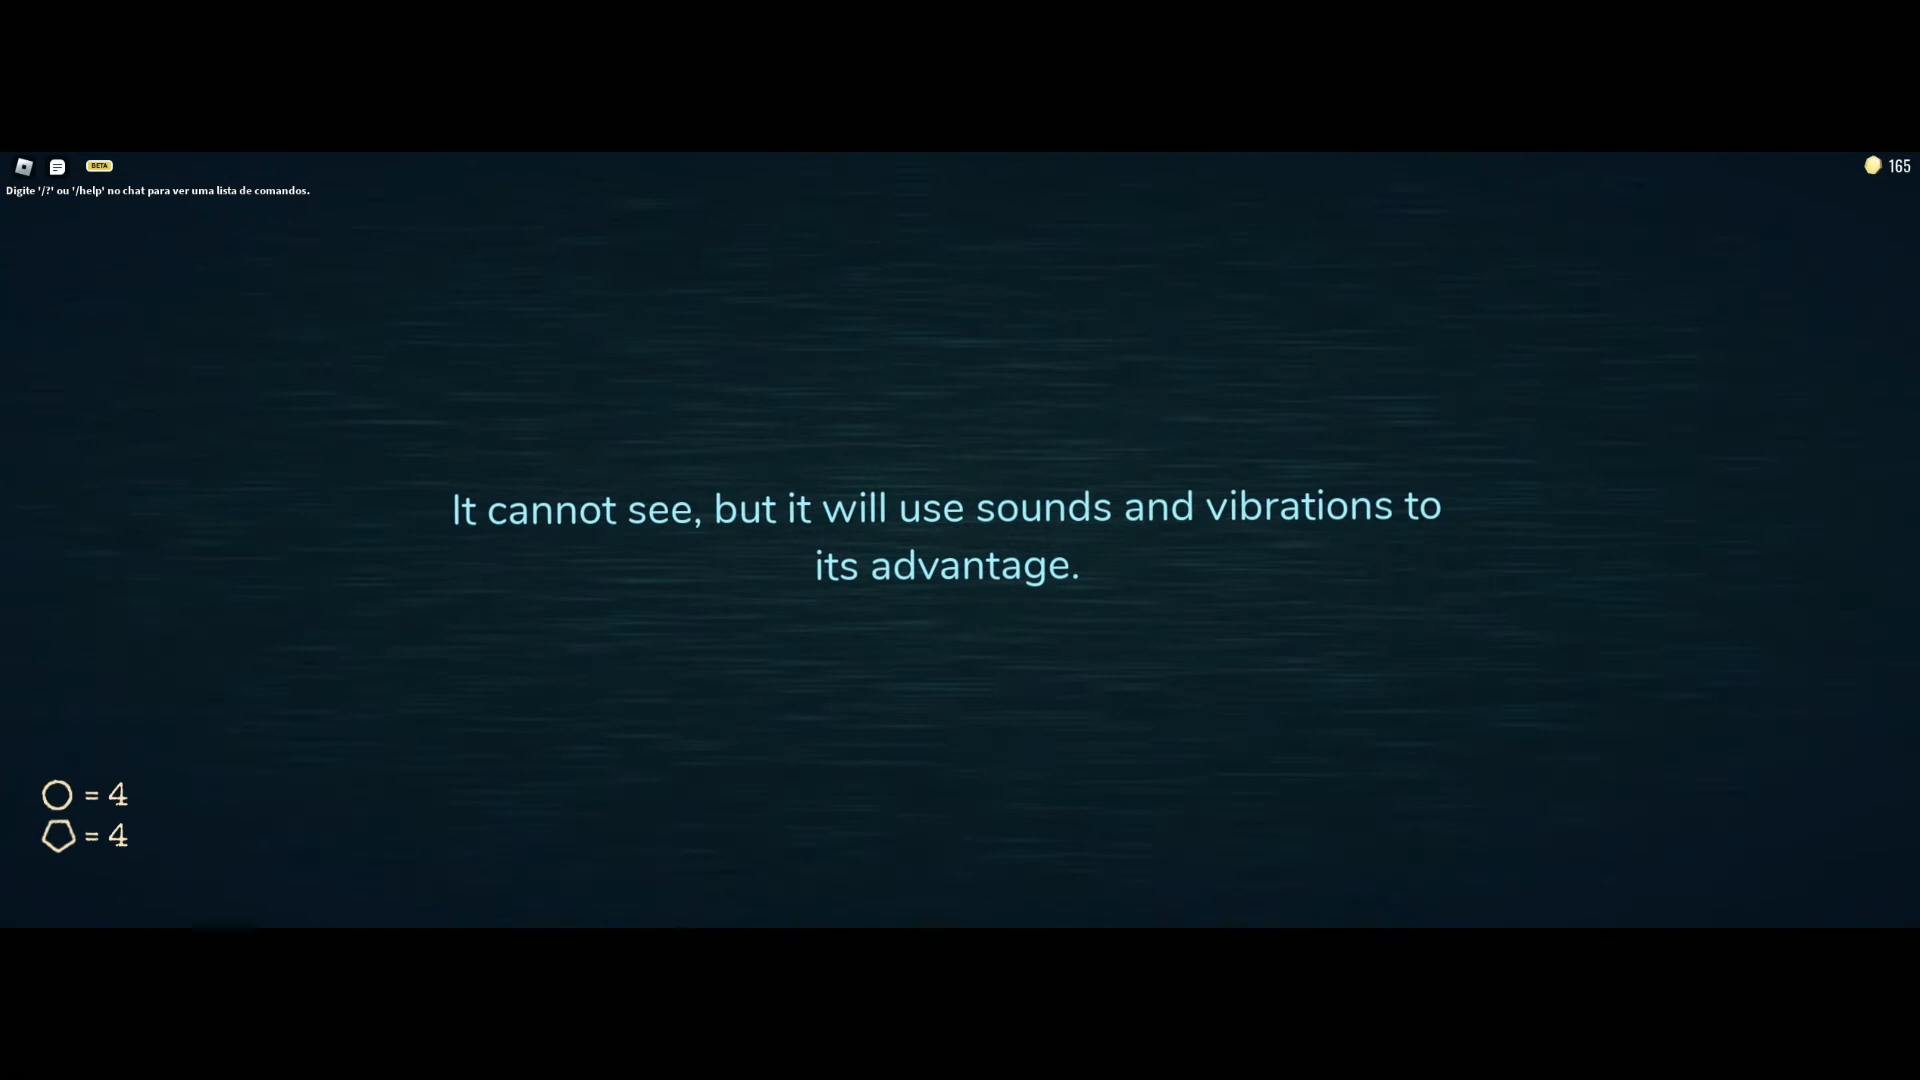 BETA
165
Digite '/?' ou '/help' no chat para ver uma lista de comandos.
It cannot see, but it will use sounds and vibrations to
its advantage.
= 4
= 4